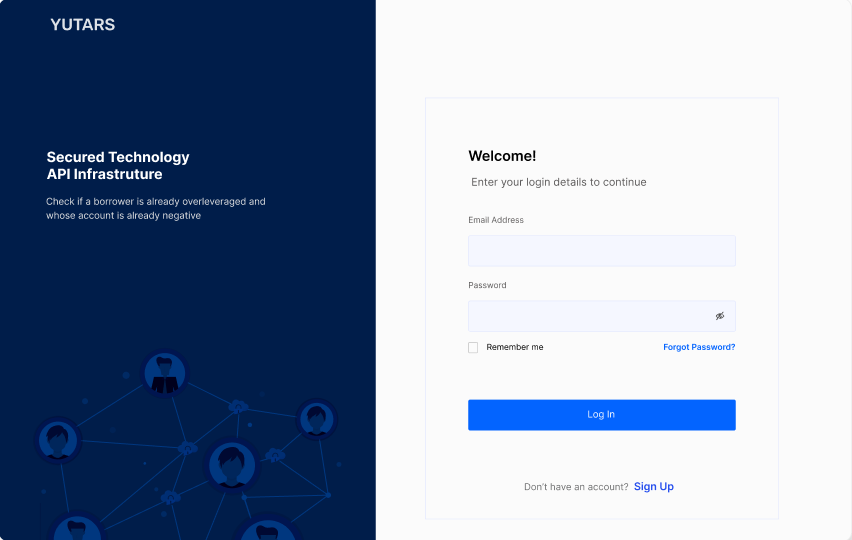 YUTARS
Secured Technology
API Infrastruture
Check if a borrower is already overleveraged and
whose account is already negative
Welcome!
Enter your login details to continue
Email Address
Password
Remember me
Forgot Password?
Log In
Don't have an account? Sign Up